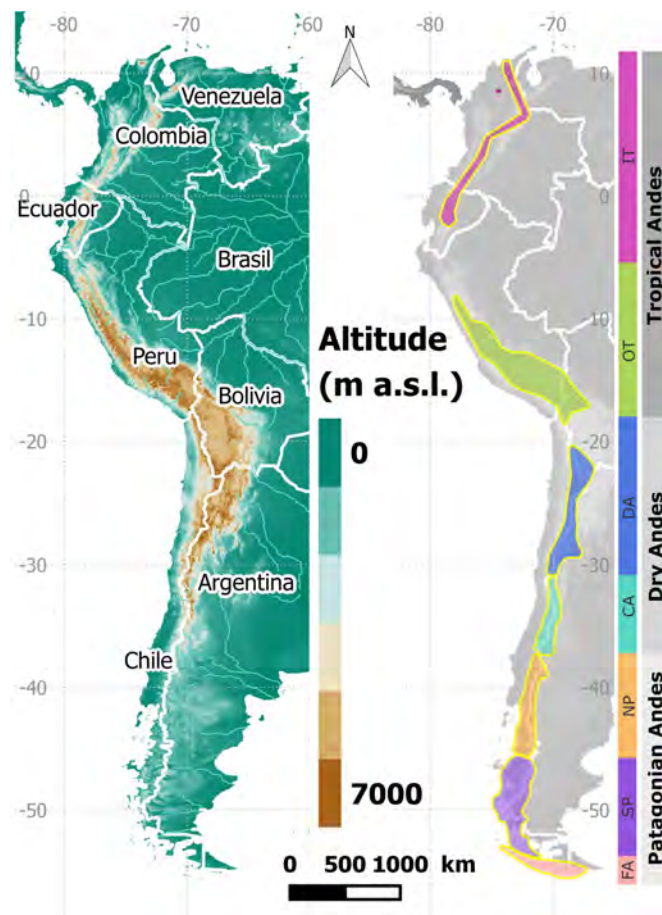 -80 -70 -60
N
-80 -70
10
Venezuela
Colombia
0
Ecuador
Brasil
-10
Peru
Bolivia
-20
-30
Argentina
Chile
-40
-50
Altitude
(m a.s.l.)
0
7000
0 500 1000 km
10
0
-10
-20
-30
-40
-50
IT
OT
DA
CA
NP
SP
FA
Tropical Andes
Dry Andes
Patagonian Andes